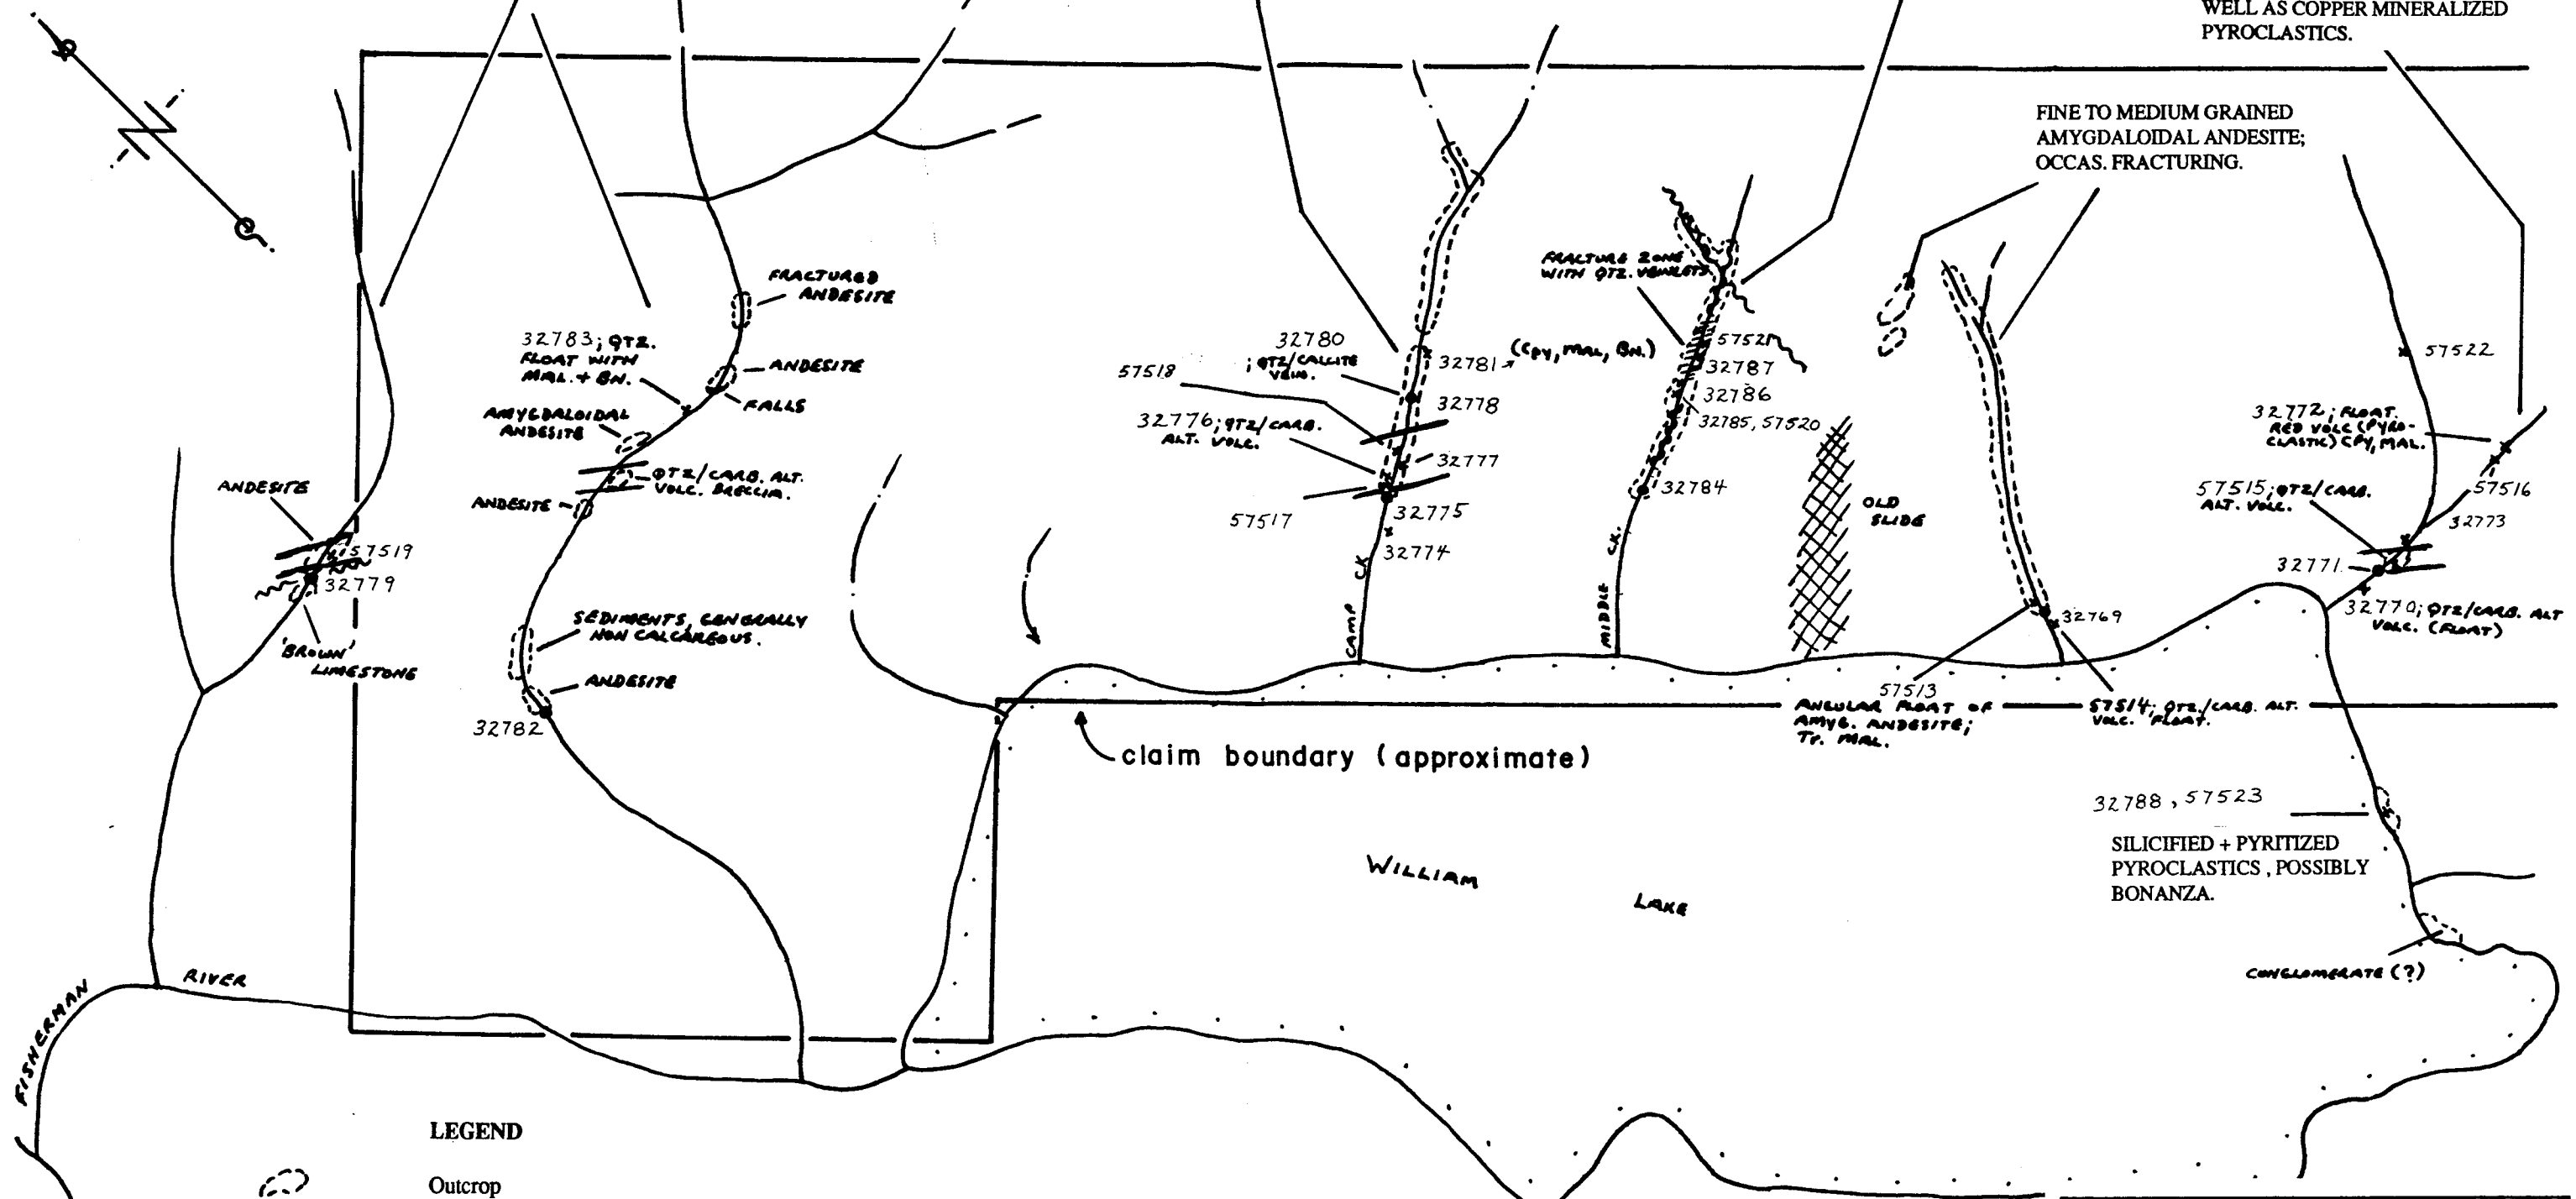 WELL AS COPPER MINERALIZED
PYROCLASTICS.
FINE TO MEDIUM GRAINED
AMYGDALOIDAL ANDESITE;
OCCAS. FRACTURING.
FRACTURED
ANDESITE
32783; QTZ.
FLOAT WITH
MAL. + BN.
ANDESITE
FALLS
AMYGDALOIDAL
ANDESITE
QTZ/CARB. ALT.
VOLC. BRECCIA.
ANDESITE
ANDESITE
57519
32779
'BROWN'
LIMESTONE
SEDIMENTS, GENERALLY
NON CALCAREOUS.
ANDESITE
32782
32780
; QTZ/CALCITE
VEIN.
32781
(CPY, MAL, BN.)
57518
32778
32776; QTZ/CARB.
ALT. VOLC.
32777
57517
32775
32774
CAMP CK
FRACTURE ZONE
WITH QTZ. VEINLETS
57521
32787
32786
32785, 57520
32784
MIDDLE CK.
OLD
SLIDE
57522
32772; FLOAT.
RED VOLC (PYRO-
CLASTIC) CPY, MAL.
57515; QTZ/CARB.
ALT. VOLC.
57516
32773
32771
32770; QTZ/CARB. ALT
VOLC. (FLOAT)
32769
57513
ANGULAR FLOAT OF
AMYG. ANDESITE;
Tr. MAL.
57514; QTZ./CARB. ALT.
VOLC. FLOAT.
claim boundary (approximate)
32788, 57523
SILICIFIED + PYRITIZED
PYROCLASTICS, POSSIBLY
BONANZA.
WILLIAM LAKE
CONGLOMERATE (?)
FISHERMAN RIVER
LEGEND
Outcrop